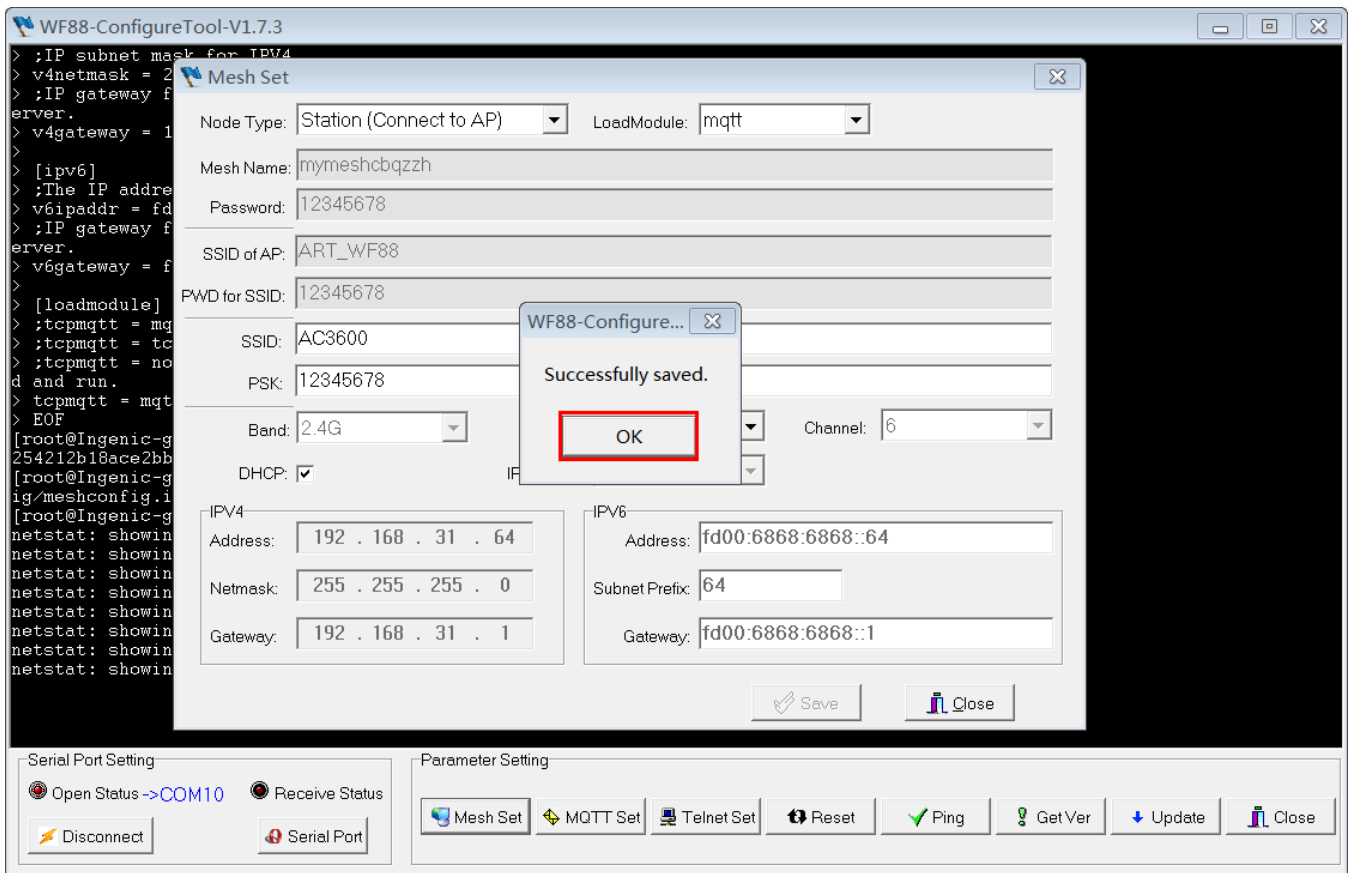 WF88-ConfigureTool-V1.7.3
> ;IP subnet mask for IPV4
> v4netmask = 2
> ;IP gateway f
erver.
> v4gateway = 1
>
> [ipv6]
> ;The IP addre
> v6ipaddr = fd
> ;IP gateway f
erver.
> v6gateway = f
>
> [loadmodule]
> ;tcpmqtt = mq
> ;tcpmqtt = tc
> ;tcpmqtt = no
d and run.
> tcpmqtt = mqt
> EOF
[root@Ingenic-g
254212b18ace2bb
[root@Ingenic-g
ig/meshconfig.i
[root@Ingenic-g
netstat: showin
netstat: showin
netstat: showin
netstat: showin
netstat: showin
netstat: showin
netstat: showin
netstat: showin
Mesh Set
Node Type: Station (Connect to AP) LoadModule: mqtt
Mesh Name: mymeshcbqzzh
Password: 12345678
SSID of AP: ART_WF88
PWD for SSID: 12345678
SSID: AC3600
PSK: 12345678
Band: 2.4G Channel: 6
DHCP: IF
WF88-Configure...
Successfully saved.
OK
IPV4
Address: 192 . 168 . 31 . 64
Netmask: 255 . 255 . 255 . 0
Gateway: 192 . 168 . 31 . 1
IPV6
Address: fd00:6868:6868::64
Subnet Prefix: 64
Gateway: fd00:6868:6868::1
Save Close
Serial Port Setting
Open Status ->COM10 Receive Status
Disconnect Serial Port
Parameter Setting
Mesh Set MQTT Set Telnet Set Reset Ping Get Ver Update Close